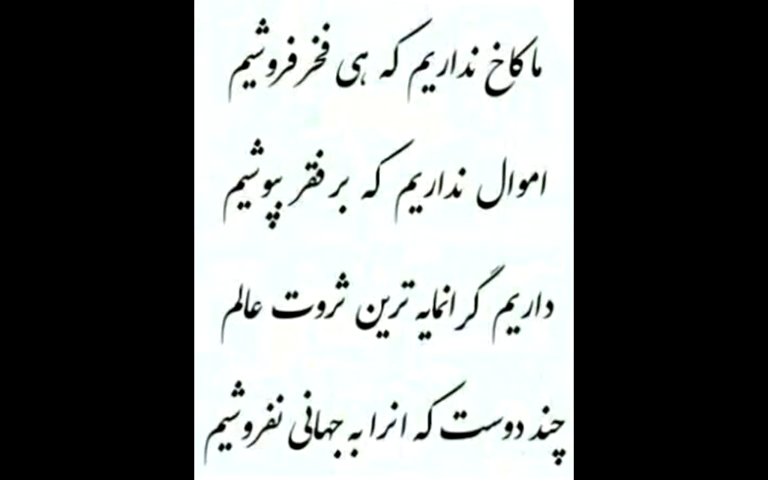 ما کاخ نداریم که هی فخر فروشیم
اموال نداریم که بر فقر بپوشیم
داریم گرانمایه ترین ثروت عالم
چند دوست که انرا به جهانی نفروشیم